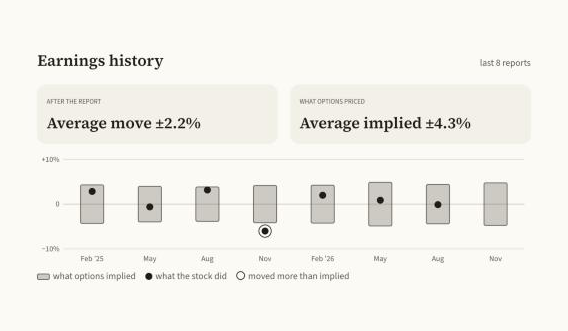 Earnings history
last 8 reports
AFTER THE REPORT
Average move ±2.2%
WHAT OPTIONS PRICED
Average implied ±4.3%
+10%
0
−10%
Feb '25 May Aug Nov Feb '26 May Aug Nov
what options implied what the stock did moved more than implied